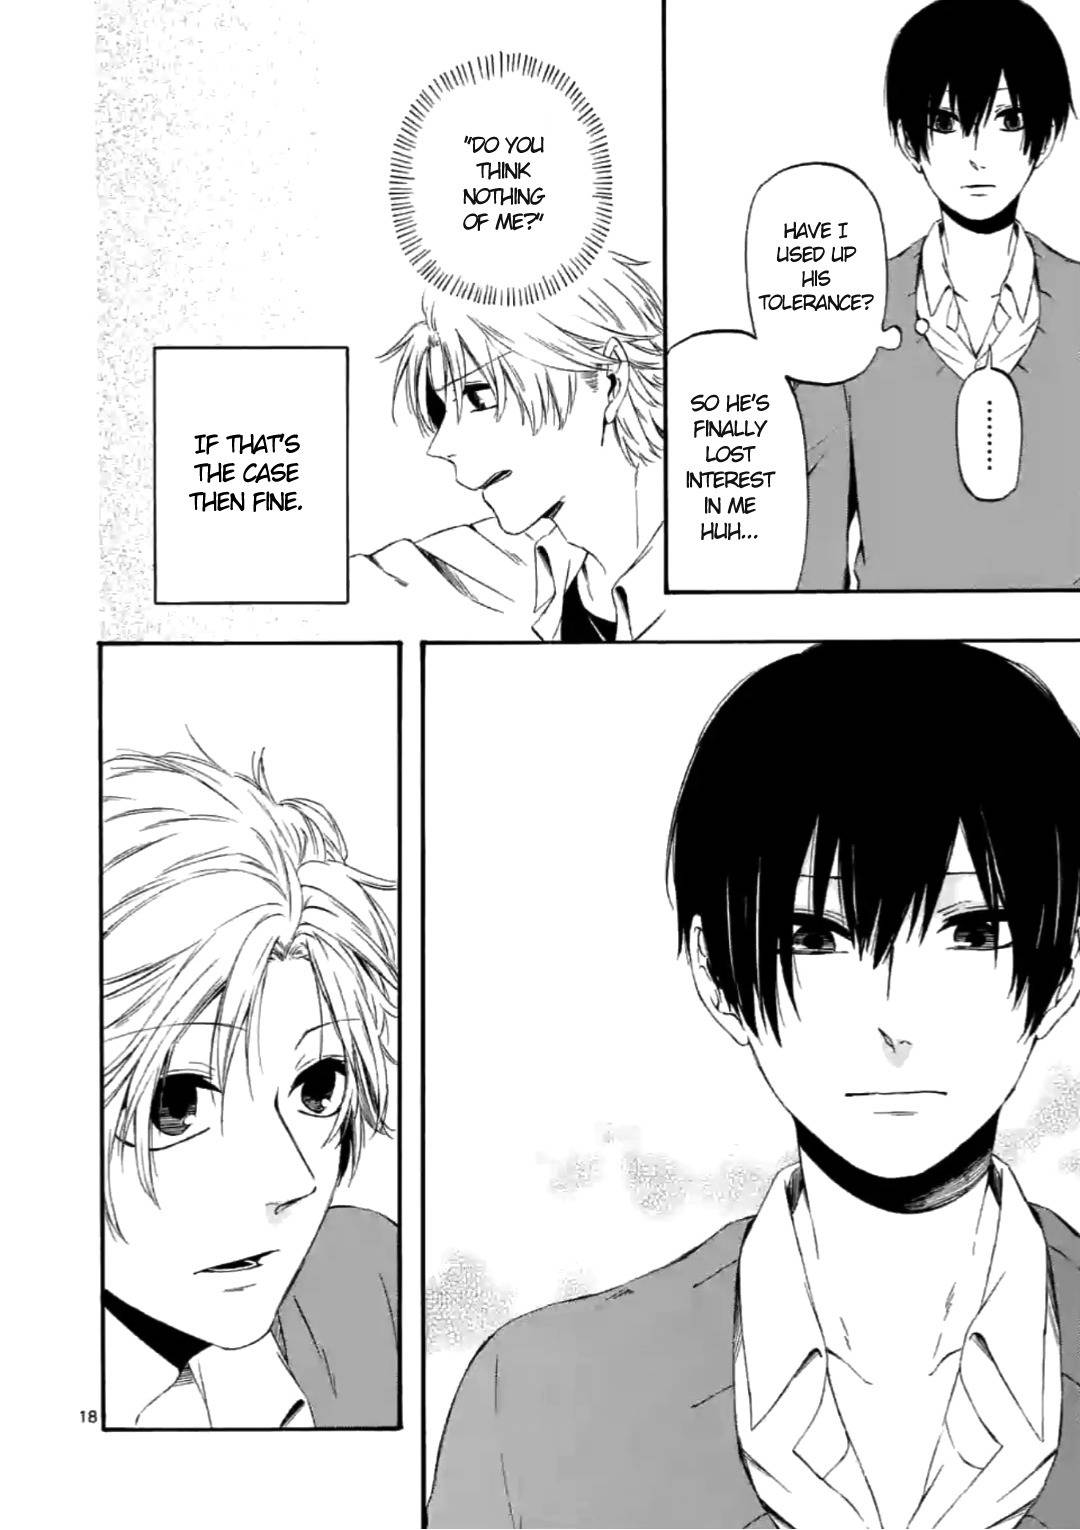 HAVE I
USED UP
HIS
TOLERANCE?
.........
SO HE'S
FINALLY
LOST
INTEREST
IN ME
HUH...
"DO YOU
THINK
NOTHING
OF ME?"
IF THAT'S
THE CASE
THEN FINE.
18